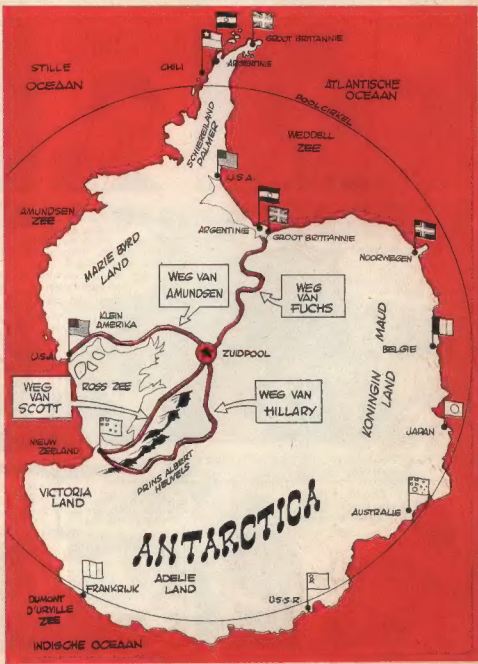 GROOT BRITTANNIE
STILLE
OCEAAN
CHILI
ARGENTINIE
ATLANTISCHE
OCEAAN
POOLCIRKEL
WEDDELL
ZEE
SCHIEREILAND
PALMER
U.S.A.
AMUNDSEN
ZEE
MARIE BYRD
LAND
ARGENTINIE
GROOT BRITTANNIE
NOORWEGEN
WEG VAN
AMUNDSEN
WEG
VAN
FUCHS
KLEIN
AMERIKA
MAUD
BELGIE
U.S.A.
ZUIDPOOL
KONINGIN
LAND
WEG
VAN
SCOTT
ROSS ZEE
WEG VAN
HILLARY
JAPAN
NIEUW
ZEELAND
PRINS ALBERT
HEUVELS
VICTORIA
LAND
AUSTRALIE
ANTARCTICA
FRANKRIJK
ADELIE
LAND
U.S.S.R.
DUMONT
D'URVILLE
ZEE
INDISCHE OCEAAN